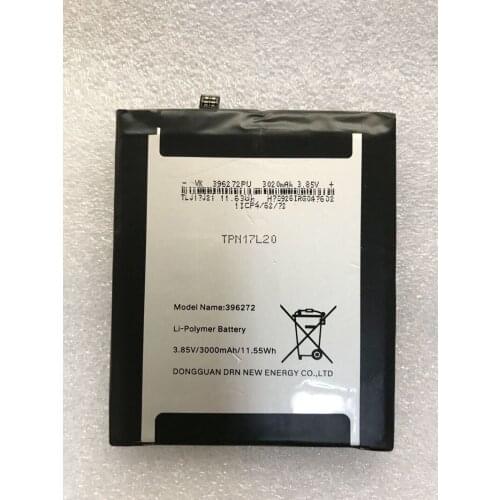 - VK 396272PU 3020mAh 3.85V +
TLJ17J21 11.63Wh H7C926IRG047602
1ICP4/62/72
TPN17L20
Model Name:396272
Li-Polymer Battery
3.85V/3000mAh/11.55Wh
DONGGUAN DRN NEW ENERGY CO., LTD.